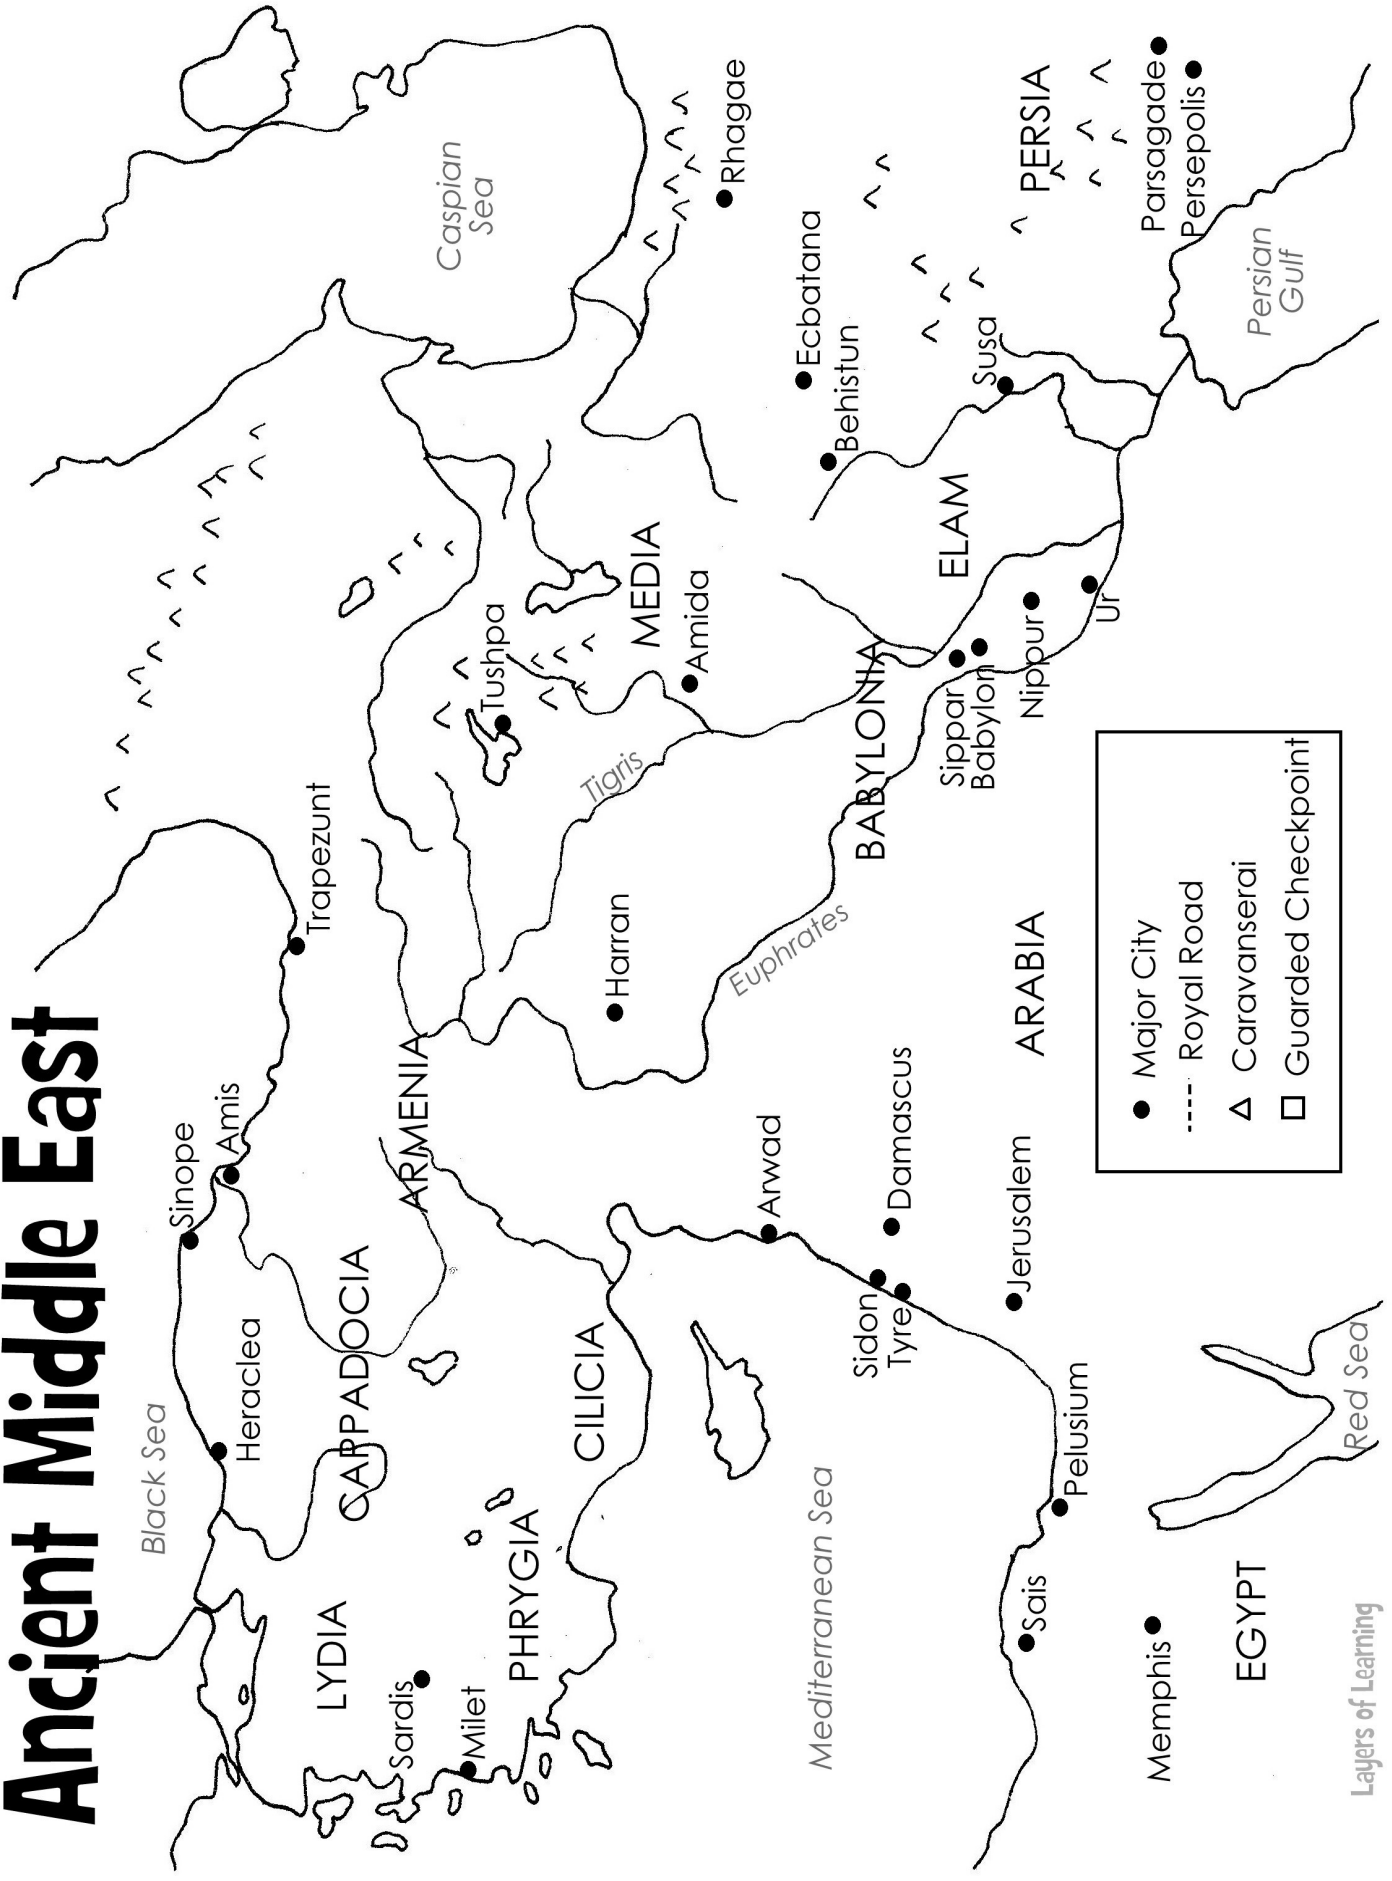 Ancient Middle East
Black Sea
Caspian
Sea
Sinope
Amis
Trapezunt
Heraclea
CAPPADOCIA
ARMENIA
LYDIA
Sardis
Milet
PHRYGIA
CILICIA
Tushpa
Tigris
MEDIA
Amida
Harran
Rhagae
Euphrates
Ecbatana
Behistun
Mediterranean Sea
Arwad
Damascus
Sidon
Tyre
BABYLONIA
Sippar
Babylon
ELAM
Susa
PERSIA
Nippur
Ur
Parsagade
Persepolis
ARABIA
Jerusalem
Pelusium
Sais
Memphis
EGYPT
Red Sea
Persian
Gulf
Major City
Royal Road
Caravanserai
Guarded Checkpoint
Layers of Learning